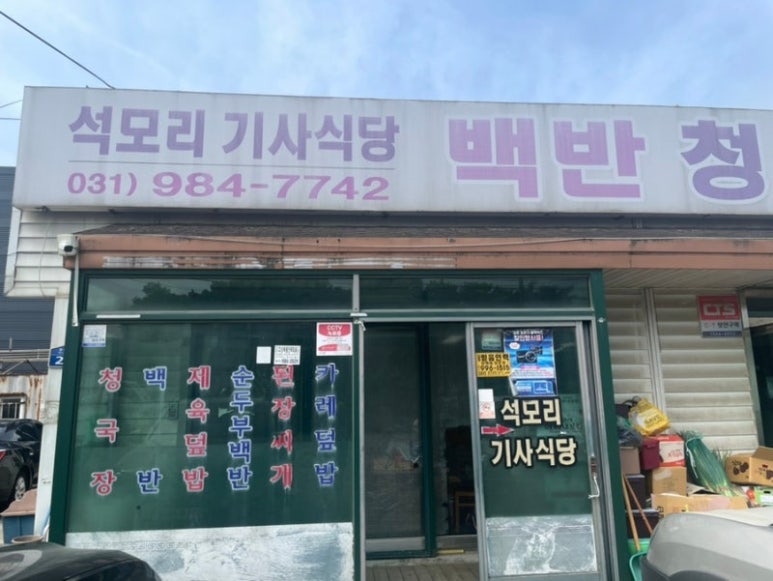 석모리 기사식당
031) 984-7742
백반 청
CCTV
청국장
백반
제육덮밥
순두부백반
된장찌개
카레덮밥
석모리
기사식당